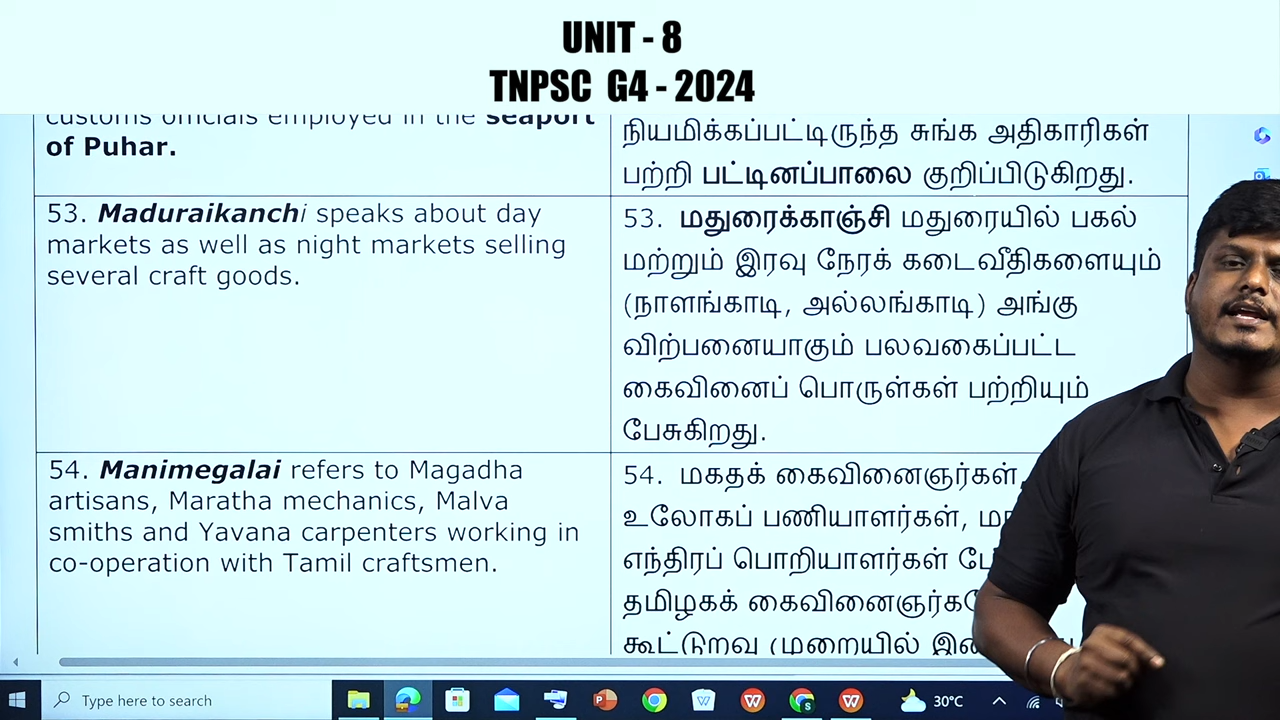 UNIT - 8
TNPSC G4 - 2024
customs officials employed in the seaport
of Puhar.
நியமிக்கப்பட்டிருந்த சுங்க அதிகாரிகள்
பற்றி பட்டினப்பாலை குறிப்பிடுகிறது.
53. Maduraikanchi speaks about day
markets as well as night markets selling
several craft goods.
53. மதுரைக்காஞ்சி மதுரையில் பகல்
மற்றும் இரவு நேரக் கடைவீதிகளையும்
(நாளங்காடி, அல்லங்காடி) அங்கு
விற்பனையாகும் பலவகைப்பட்ட
கைவினைப் பொருள்கள் பற்றியும்
பேசுகிறது.
54. Manimegalai refers to Magadha
artisans, Maratha mechanics, Malva
smiths and Yavana carpenters working in
co-operation with Tamil craftsmen.
54. மகதக் கைவினைஞர்கள்,
உலோகப் பணியாளர்கள்,
எந்திரப் பொறியாளர்கள்
தமிழகக்
கூட்டுறவு முறையில்
Type here to search
30°C